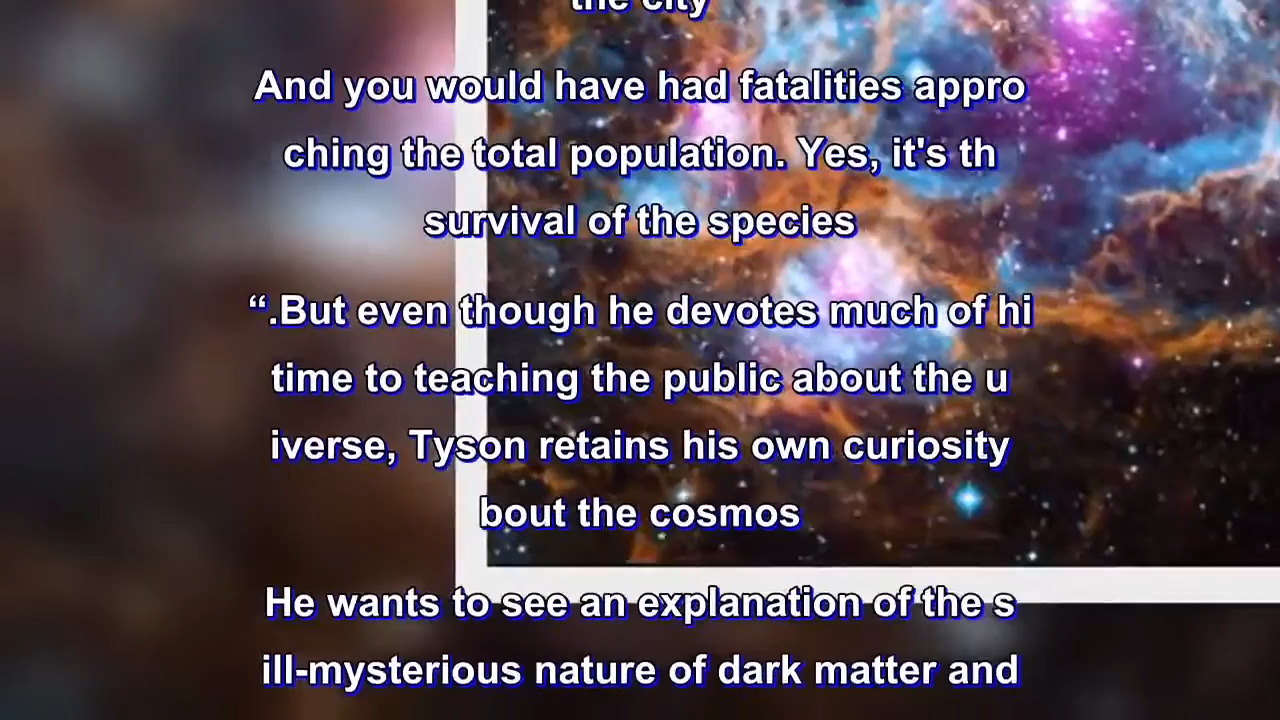 the city
And you would have had fatalities appro
ching the total population. Yes, it's th
survival of the species
“.But even though he devotes much of hi
time to teaching the public about the u
iverse, Tyson retains his own curiosity
bout the cosmos
He wants to see an explanation of the s
ill-mysterious nature of dark matter and